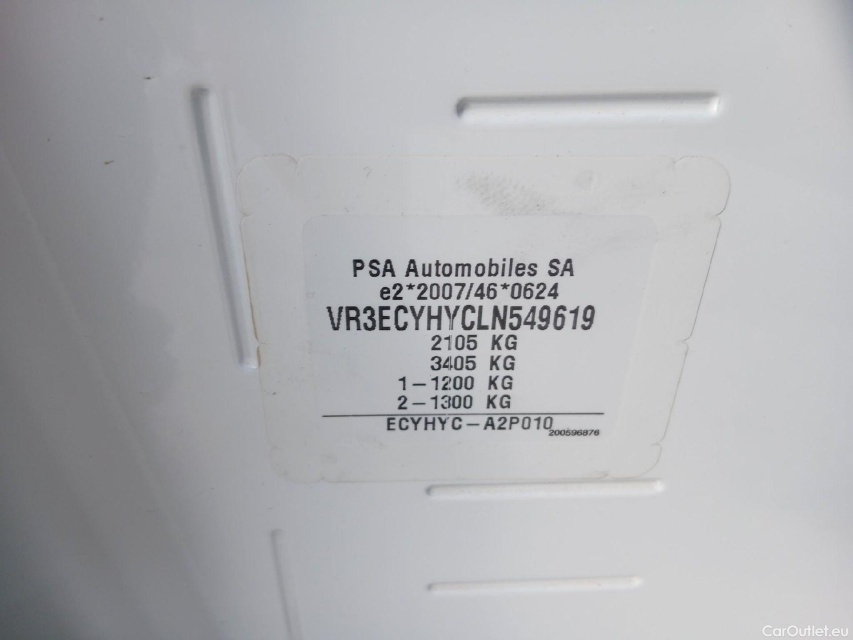 PSA Automobiles SA
e2*2007/46*0624
VR3ECYHYCLN549619
2105 KG
3405 KG
1-1200 KG
2-1300 KG
ECYHYC-A2P010
200596876
CarOutlet.eu